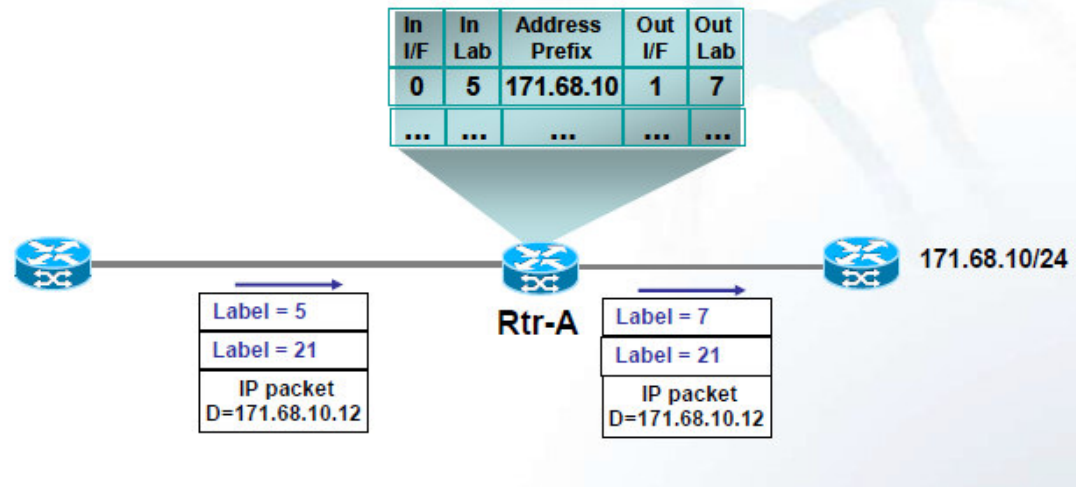 In I/F In Lab Address Prefix Out I/F Out Lab
0 5 171.68.10 1 7
... ... ... ... ...
171.68.10/24
Rtr-A
Label = 5
Label = 21
IP packet
D=171.68.10.12
Label = 7
Label = 21
IP packet
D=171.68.10.12